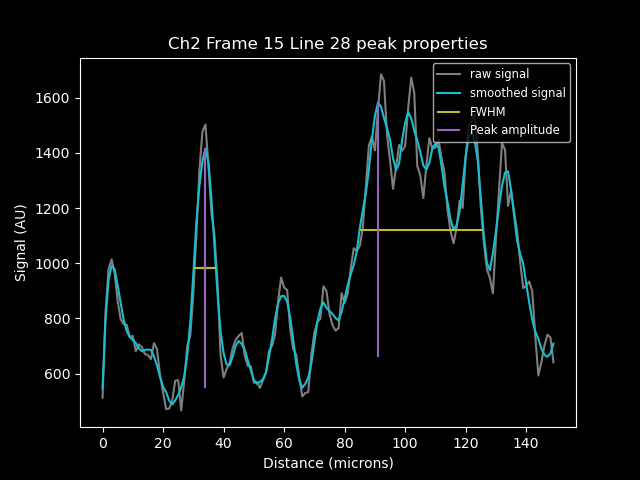 Ch2 Frame 15 Line 28 peak properties
raw signal
smoothed signal
FWHM
Peak amplitude
Signal (AU)
1600
1400
1200
1000
800
600
0 20 40 60 80 100 120 140
Distance (microns)